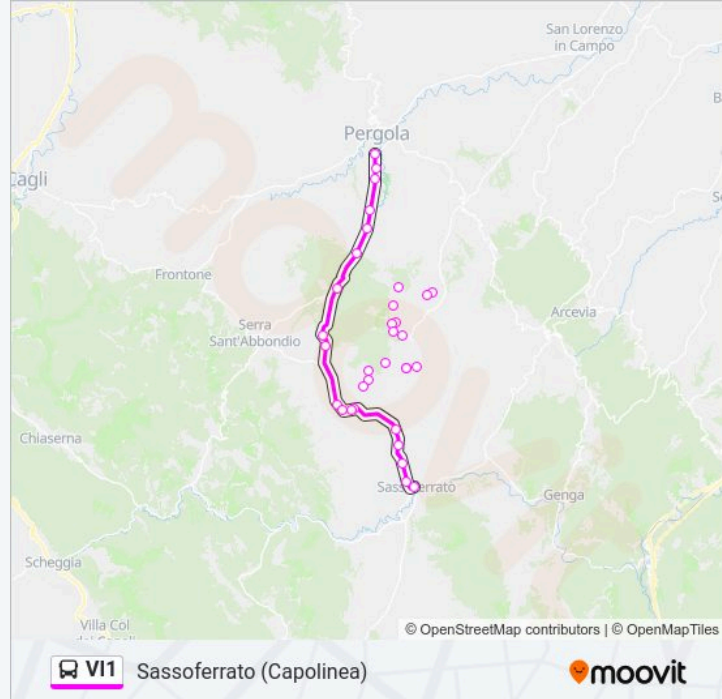 San Lorenzo
in Campo
Pergola
Cagli
Frontone
Arcevia
Serra
Sant'Abbondio
Chiaserna
Sassoferrato
Genga
Scheggia
Villa Col
© OpenStreetMap contributors | © OpenMapTiles
VI1 Sassoferrato (Capolinea)
moovit